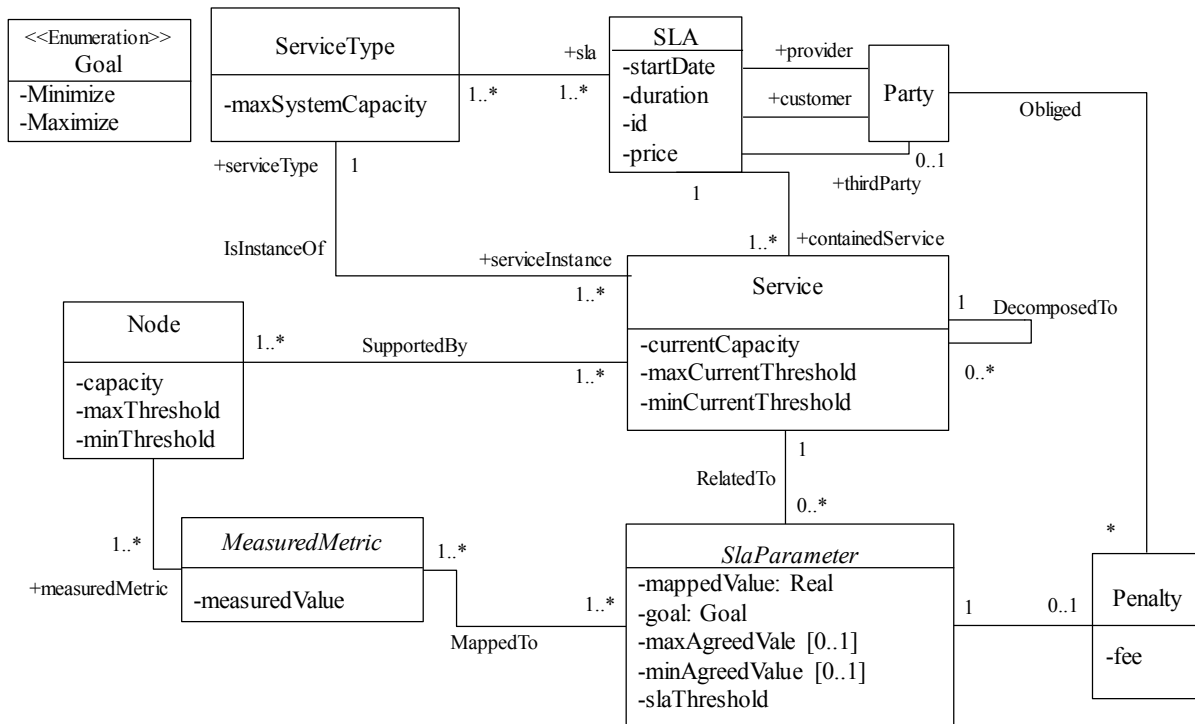 <<Enumeration>>
Goal
-Minimize
-Maximize
ServiceType
-maxSystemCapacity
+sla
1..*
1..*
SLA
-startDate
-duration
-id
-price
+provider
+customer
Party
0..1
+thirdParty
Obliged
+serviceType
1
IsInstanceOf
+serviceInstance
1..*
1
1..*
+containedService
Service
-currentCapacity
-maxCurrentThreshold
-minCurrentThreshold
1
DecomposedTo
0..*
Node
-capacity
-maxThreshold
-minThreshold
1..*
SupportedBy
1..*
1
RelatedTo
0..*
1..*
+measuredMetric
MeasuredMetric
-measuredValue
1..*
MappedTo
1..*
SlaParameter
-mappedValue: Real
-goal: Goal
-maxAgreedVale [0..1]
-minAgreedValue [0..1]
-slaThreshold
1
0..1
*
Penalty
-fee